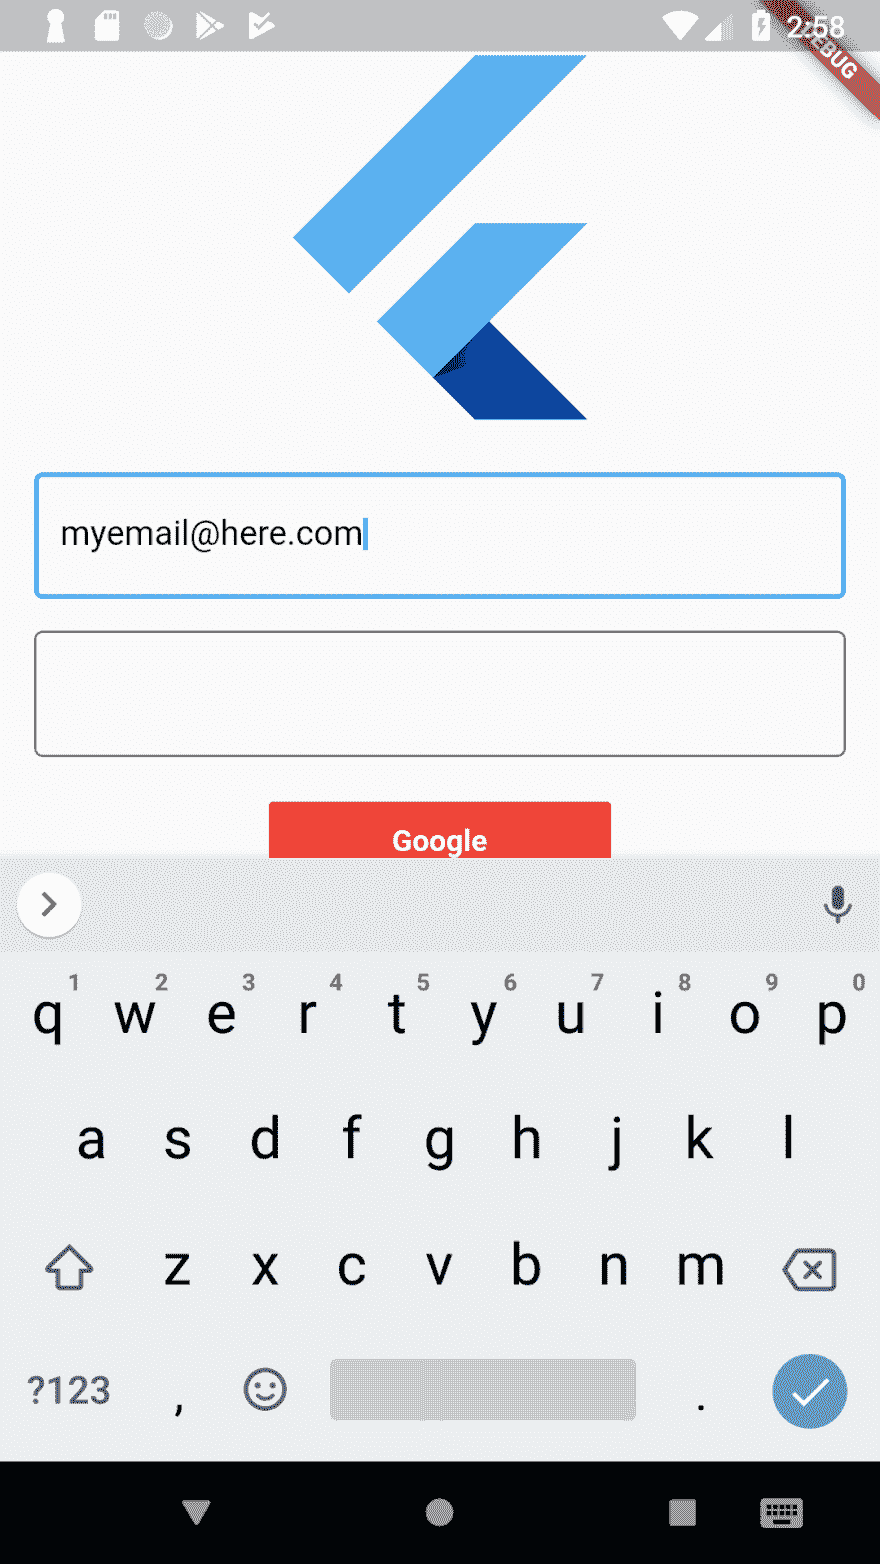 2:58
DEBUG
myemail@here.com
Google
1 2 3 4 5 6 7 8 9 0
q w e r t y u i o p
a s d f g h j k l
z x c v b n m
?123 , .